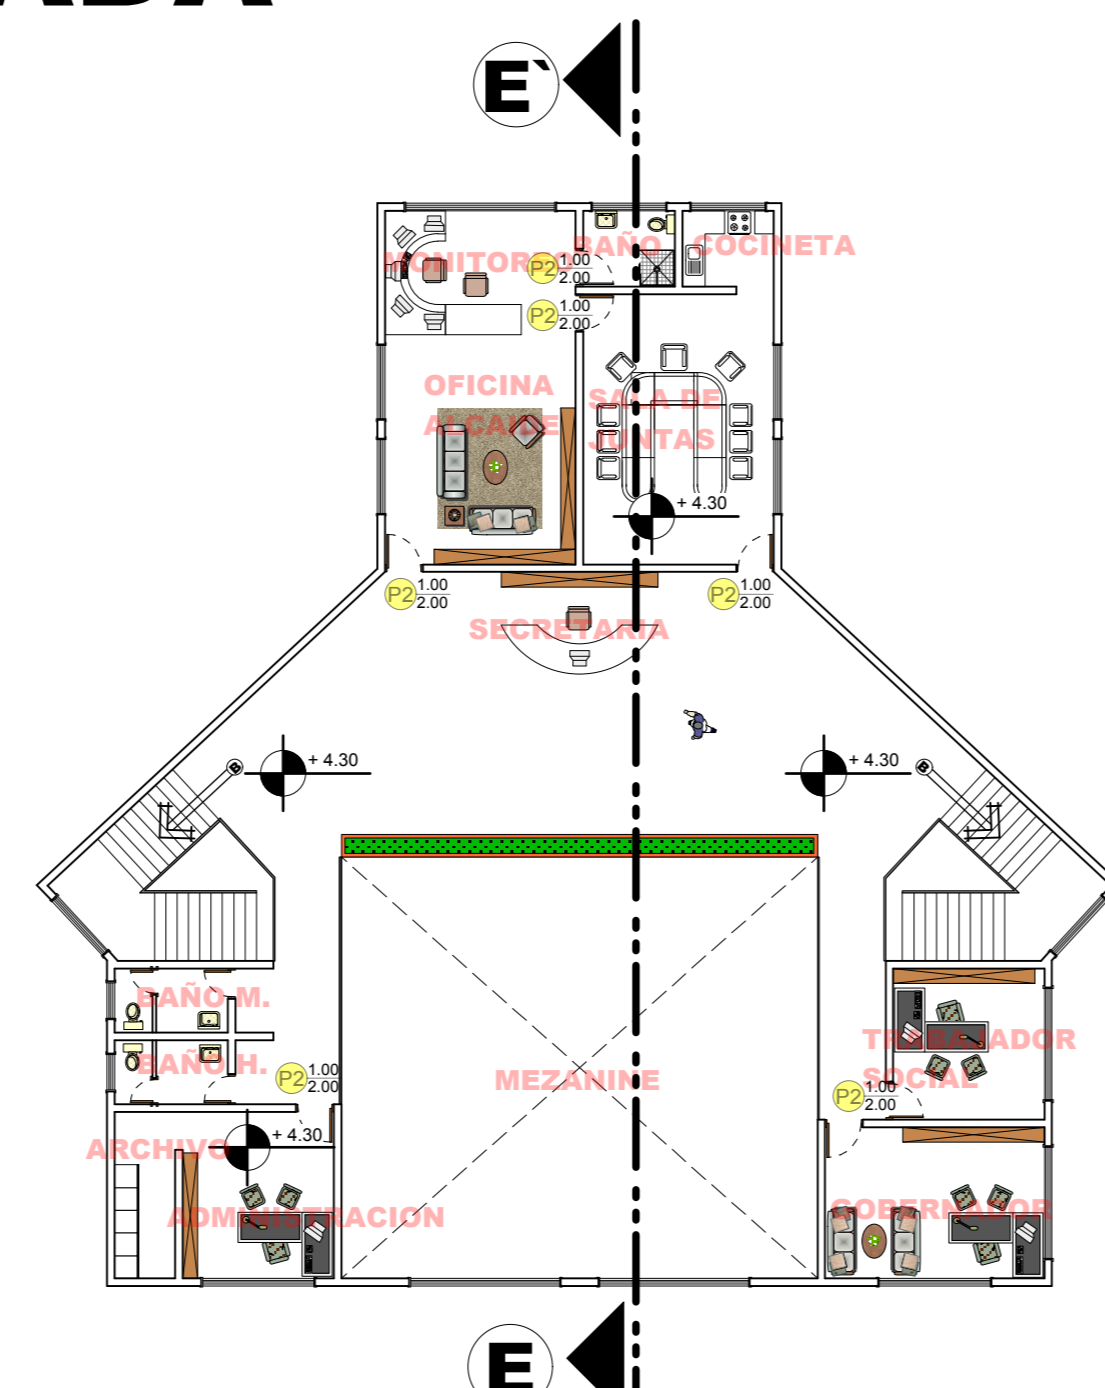 E`
MONITOREO
BAÑO
COCINETA
P2 1.00
2.00
P2 1.00
2.00
OFICINA
ALCALDE
SALA DE
JUNTAS
+ 4.30
P2 1.00
2.00
P2 1.00
2.00
SECRETARIA
B
+ 4.30
+ 4.30
B
BAÑO M.
BAÑO H.
P2 1.00
2.00
MEZANINE
TRABAJADOR
SOCIAL
P2 1.00
2.00
ARCHIVO
+ 4.30
ADMINISTRACION
GOBERNADOR
E